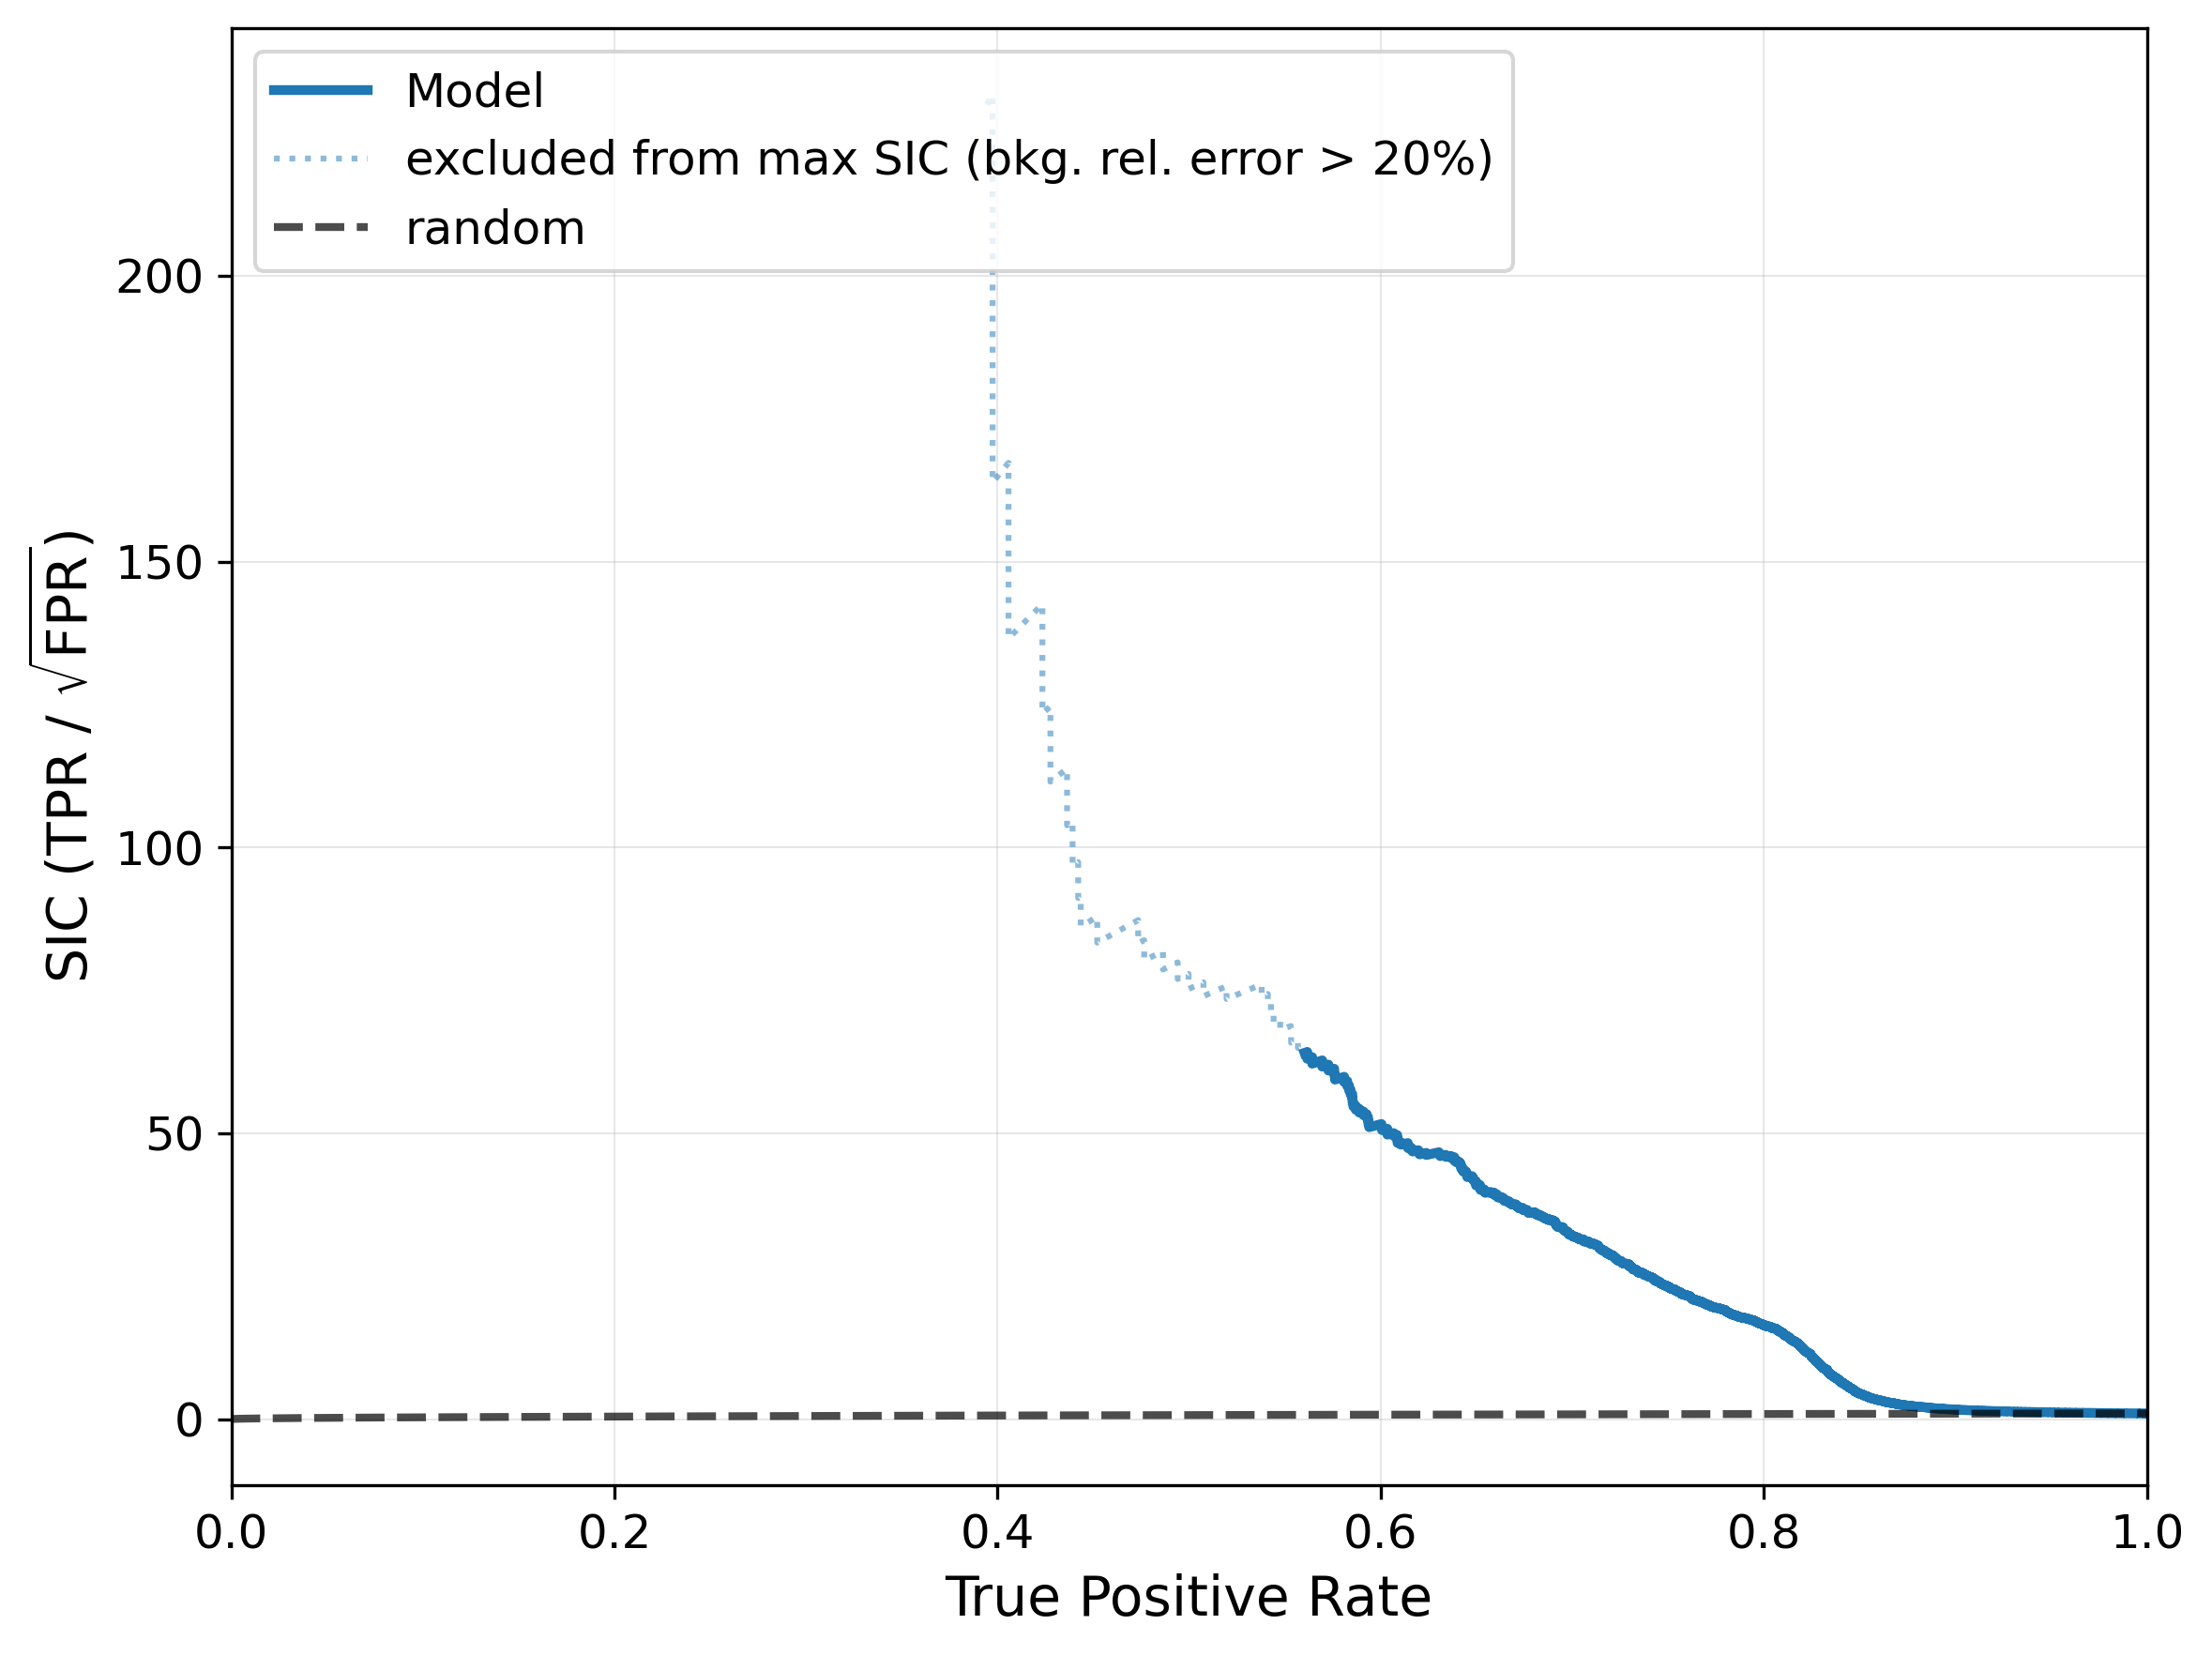 Model
excluded from max SIC (bkg. rel. error > 20%)
random
200
150
100
50
0
SIC (TPR / √FPR)
0.0 0.2 0.4 0.6 0.8 1.0
True Positive Rate